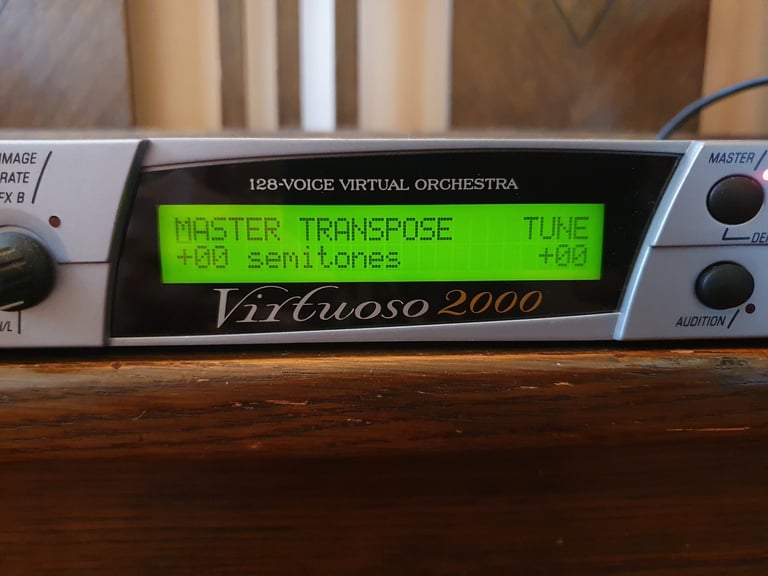 IMAGE
RATE
FX B
128-VOICE VIRTUAL ORCHESTRA
MASTER TRANSPOSE TUNE
+00 semitones +00
Virtuoso 2000
MASTER
AUDITION